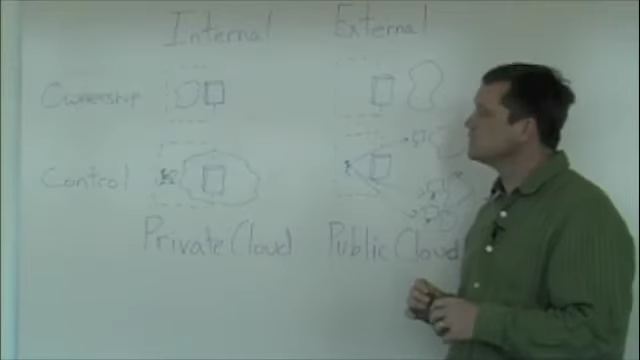 Internal External
Ownership
Control
Private Cloud Public Cloud